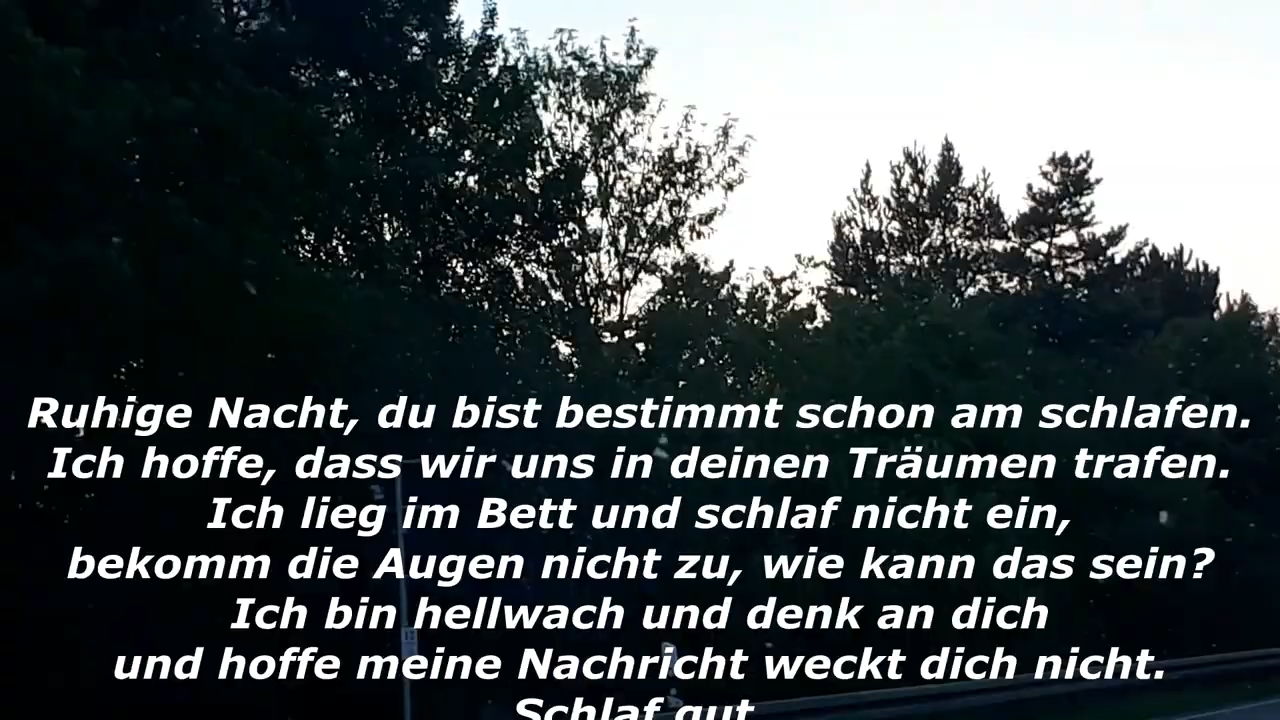 Ruhige Nacht, du bist bestimmt schon am schlafen.
Ich hoffe, dass wir uns in deinen Träumen trafen.
Ich lieg im Bett und schlaf nicht ein,
bekomm die Augen nicht zu, wie kann das sein?
Ich bin hellwach und denk an dich
und hoffe meine Nachricht weckt dich nicht.
Schlaf gut